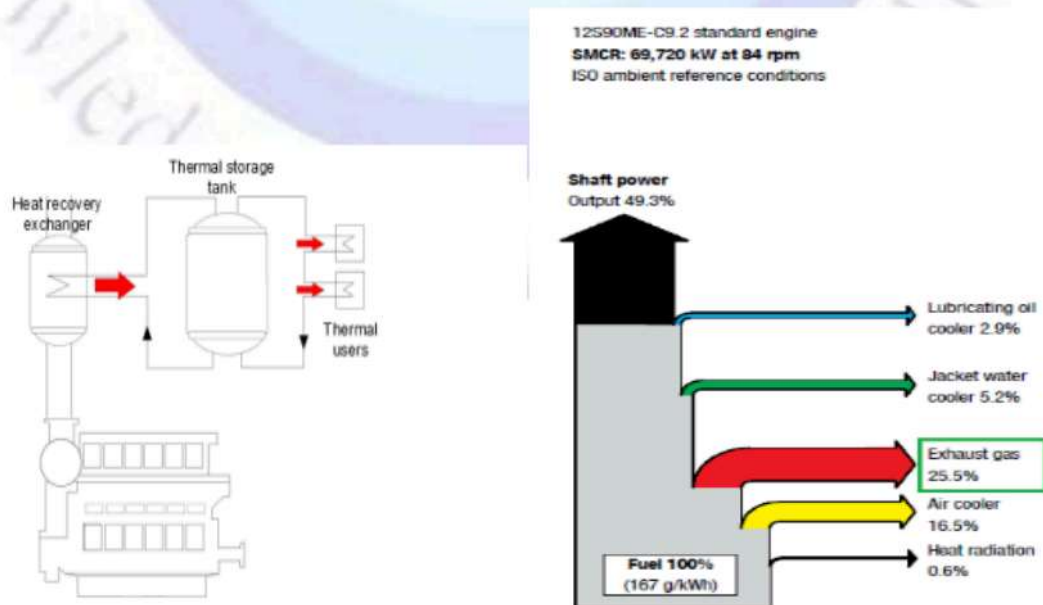 12S90ME-C9.2 standard engine
SMCR: 69,720 kW at 84 rpm
ISO ambient reference conditions
Thermal storage
tank
Heat recovery
exchanger
Thermal
users
Shaft power
Output 49.3%
Lubricating oil
cooler 2.9%
Jacket water
cooler 5.2%
Exhaust gas
25.5%
Air cooler
16.5%
Heat radiation
0.6%
Fuel 100%
(167 g/kWh)